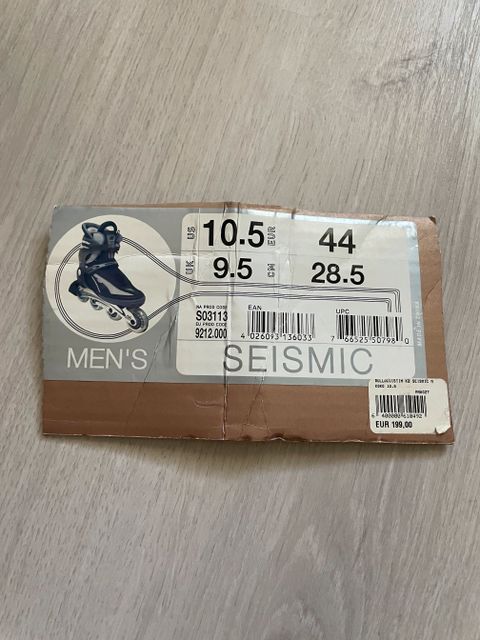 US 10.5 EUR 44
UK 9.5 CM 28.5
NA PROD CODE
S03113
DJ PROD CODE
9212.000
EAN
4 026093 136033
UPC
7 66525 50798 0
MEN'S SEISMIC
EUR 199,00